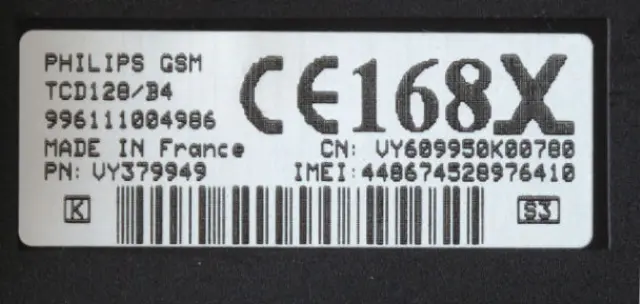 PHILIPS GSM
TCD128/B4
996111004986
CE168X
MADE IN France
CN: VY609950K00780
PN: VY379949
IMEI:448674528976410
K
S3